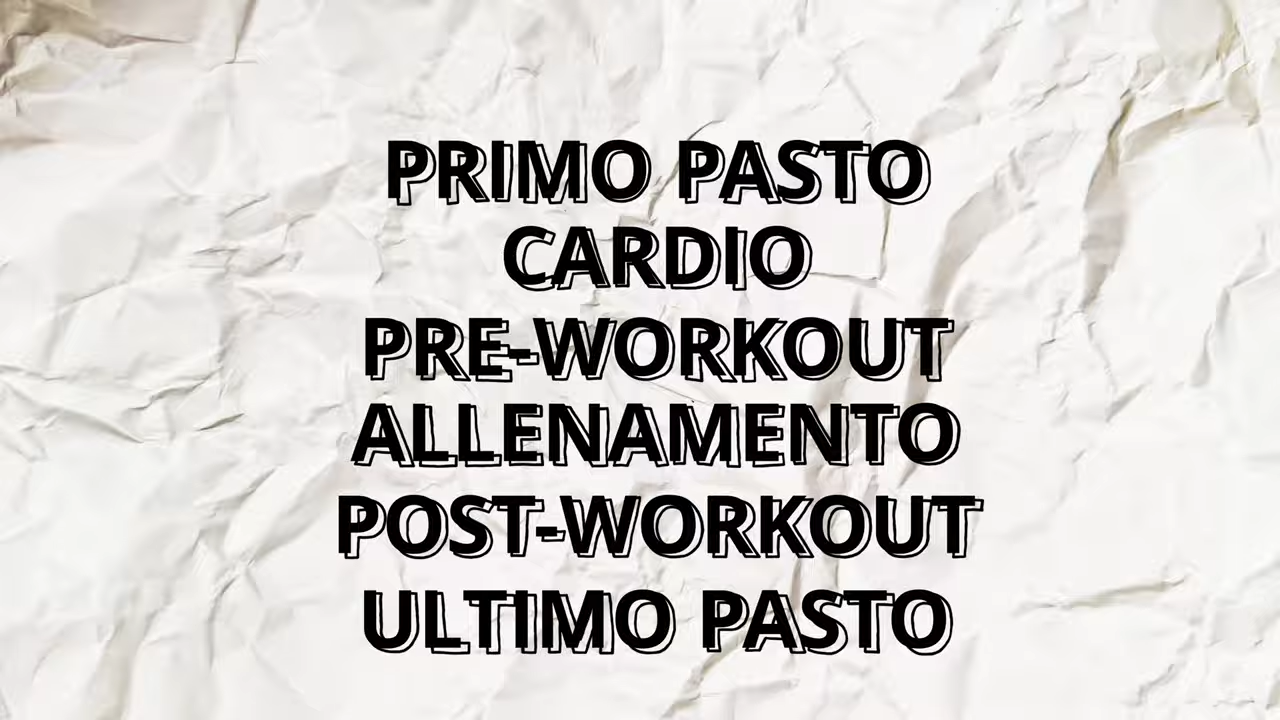 PRIMO PASTO
CARDIO
PRE-WORKOUT
ALLENAMENTO
POST-WORKOUT
ULTIMO PASTO